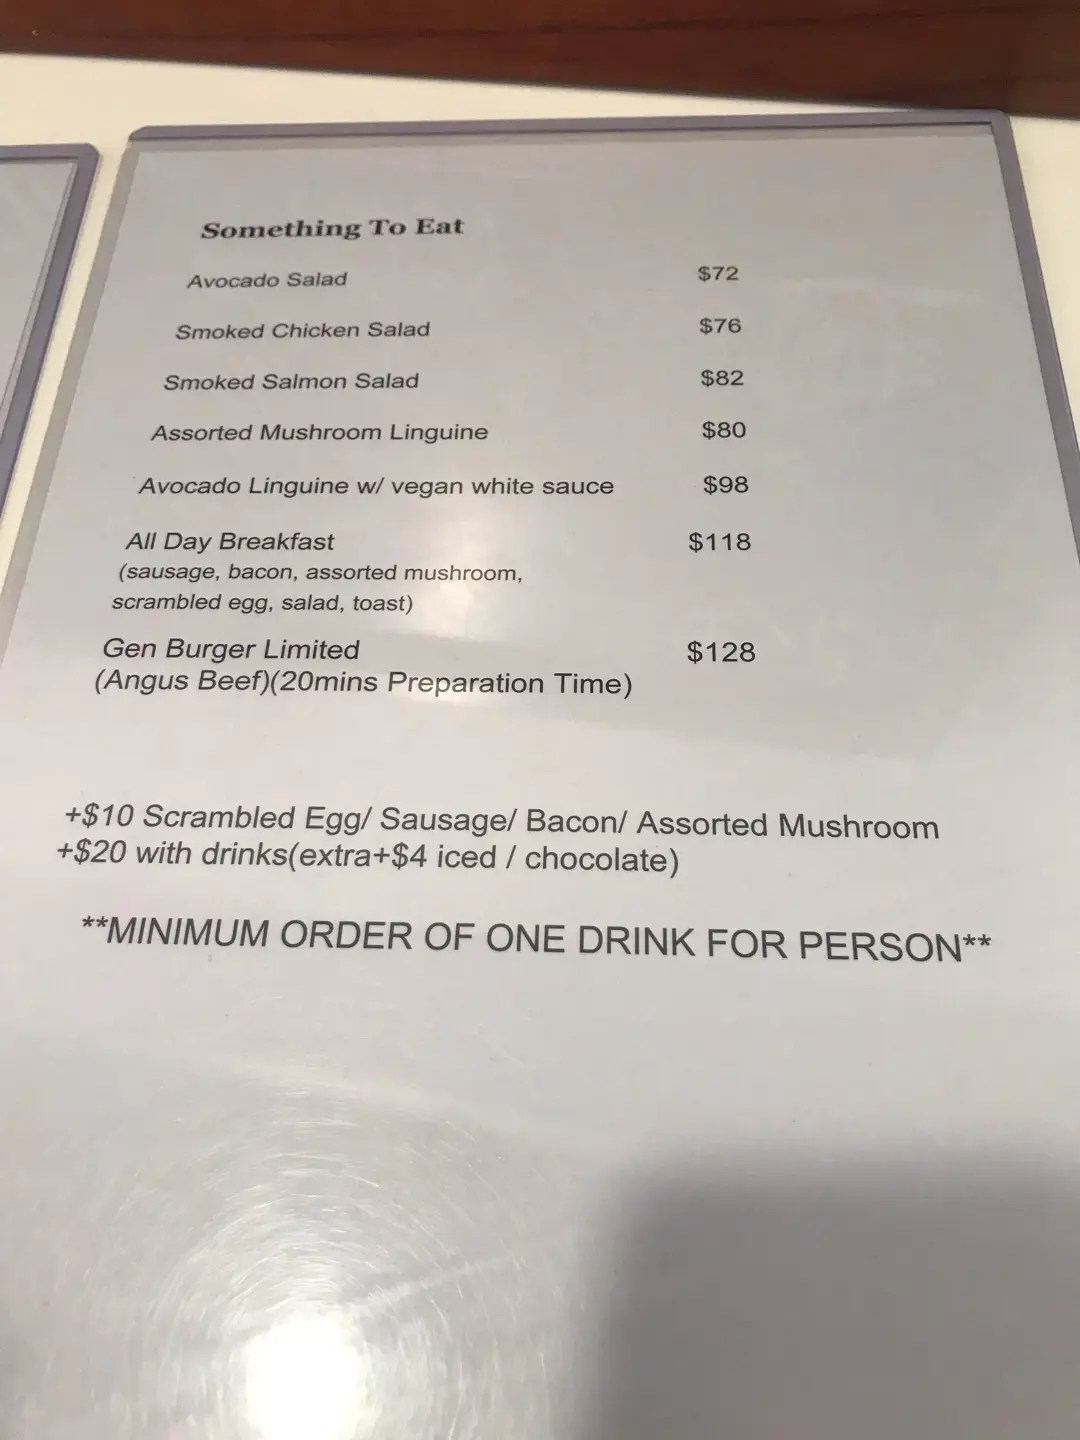 Something To Eat
Avocado Salad $72
Smoked Chicken Salad $76
Smoked Salmon Salad $82
Assorted Mushroom Linguine $80
Avocado Linguine w/ vegan white sauce $98
All Day Breakfast $118
(sausage, bacon, assorted mushroom,
scrambled egg, salad, toast)
Gen Burger Limited $128
(Angus Beef)(20mins Preparation Time)
+$10 Scrambled Egg/ Sausage/ Bacon/ Assorted Mushroom
+$20 with drinks(extra+$4 iced / chocolate)
**MINIMUM ORDER OF ONE DRINK FOR PERSON**